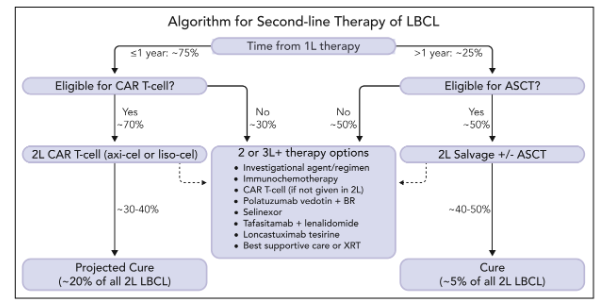 Algorithm for Second-line Therapy of LBCL
Time from 1L therapy
≤1 year: ~75%
>1 year: ~25%
Eligible for CAR T-cell?
Eligible for ASCT?
Yes
~70%
No
~30%
No
~50%
Yes
~50%
2L CAR T-cell (axi-cel or liso-cel)
2 or 3L+ therapy options
• Investigational agent/regimen
• Immunochemotherapy
• CAR T-cell (if not given in 2L)
• Polatuzumab vedotin + BR
• Selinexor
• Tafasitamab + lenalidomide
• Loncastuximab tesirine
• Best supportive care or XRT
2L Salvage +/- ASCT
~30-40%
~40-50%
Projected Cure
(~20% of all 2L LBCL)
Cure
(~5% of all 2L LBCL)